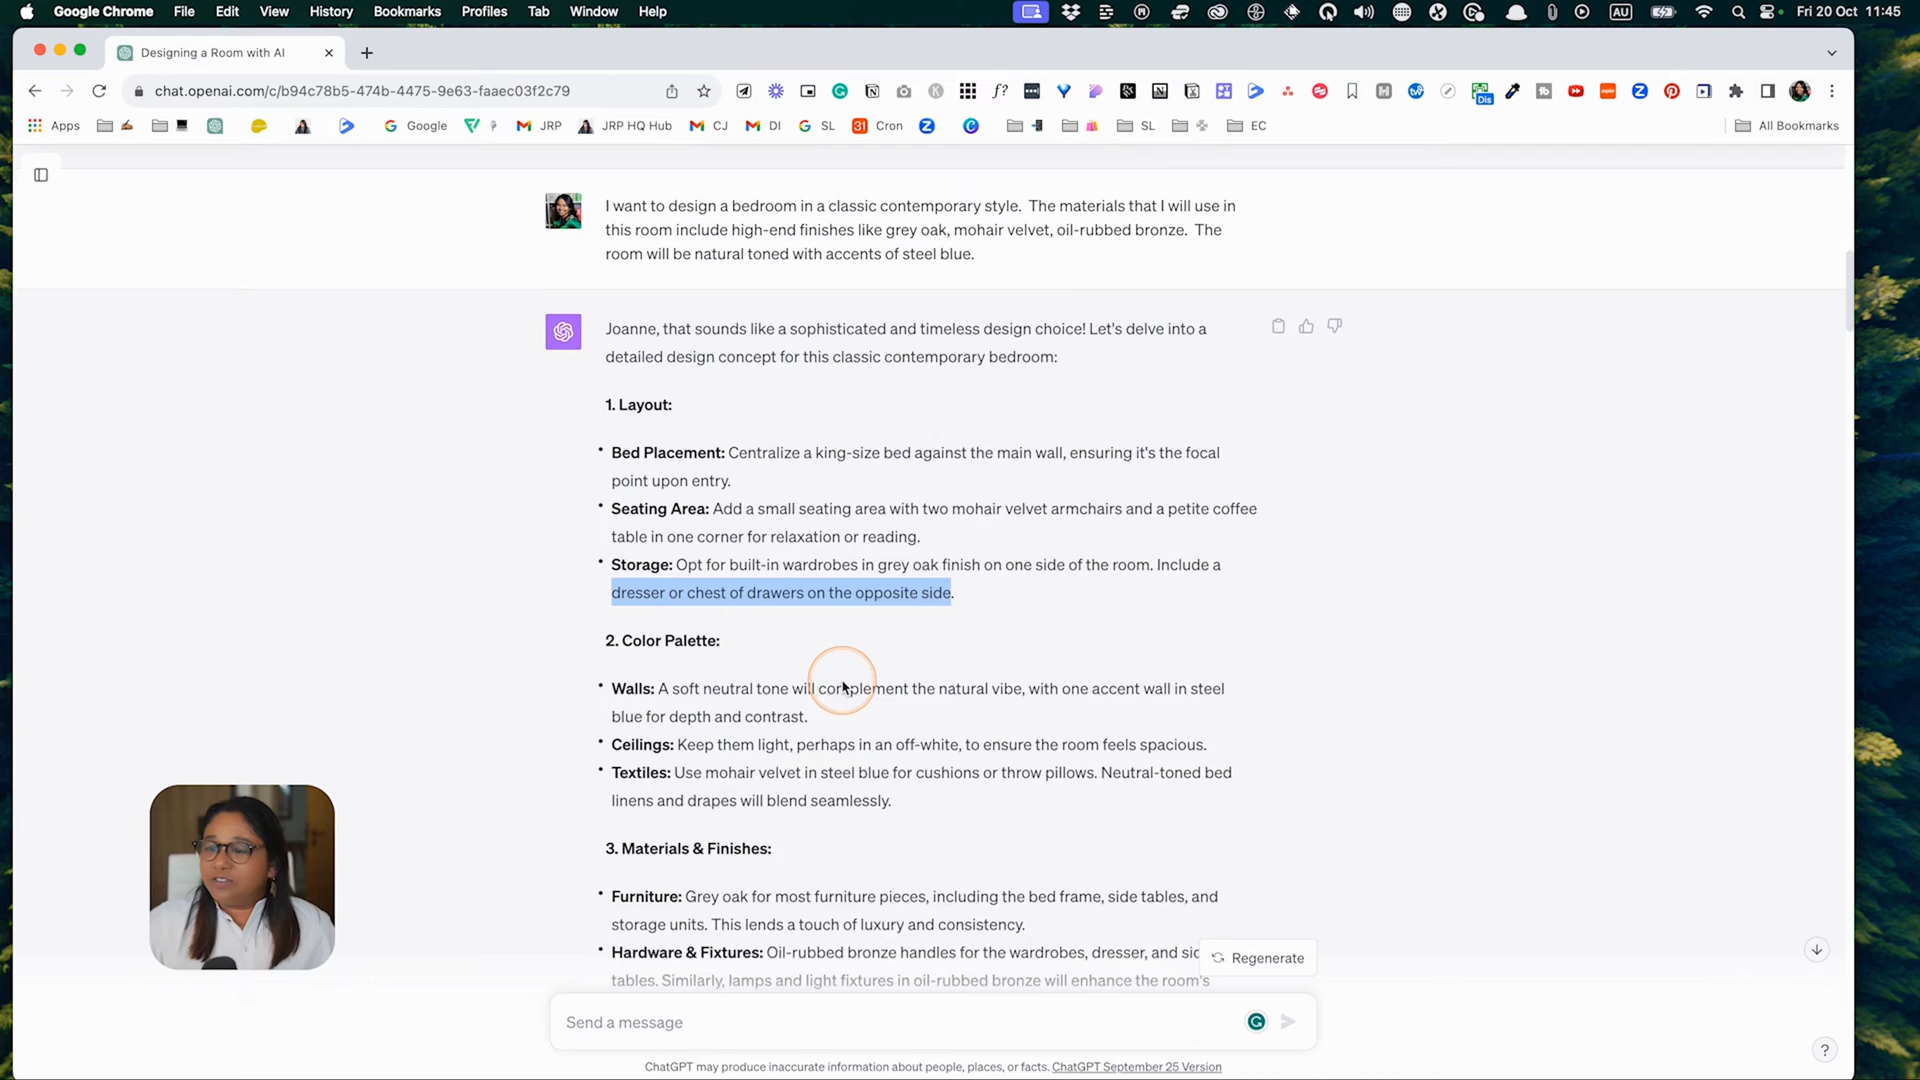 Google Chrome File Edit View History Bookmarks Profiles Tab Window Help
AU
Fri 20 Oct 11:45
Designing a Room with AI
chat.openai.com/c/b94c78b5-474b-4475-9e63-faaec03f2c79
Dis
Apps
Google
JRP
JRP HQ Hub
CJ
DI
SL
31 Cron
SL
EC
All Bookmarks
I want to design a bedroom in a classic contemporary style. The materials that I will use in
this room include high-end finishes like grey oak, mohair velvet, oil-rubbed bronze. The
room will be natural toned with accents of steel blue.
Joanne, that sounds like a sophisticated and timeless design choice! Let's delve into a
detailed design concept for this classic contemporary bedroom:
1. Layout:
• Bed Placement: Centralize a king-size bed against the main wall, ensuring it's the focal
point upon entry.
• Seating Area: Add a small seating area with two mohair velvet armchairs and a petite coffee
table in one corner for relaxation or reading.
• Storage: Opt for built-in wardrobes in grey oak finish on one side of the room. Include a
dresser or chest of drawers on the opposite side.
2. Color Palette:
• Walls: A soft neutral tone will complement the natural vibe, with one accent wall in steel
blue for depth and contrast.
• Ceilings: Keep them light, perhaps in an off-white, to ensure the room feels spacious.
• Textiles: Use mohair velvet in steel blue for cushions or throw pillows. Neutral-toned bed
linens and drapes will blend seamlessly.
3. Materials & Finishes:
• Furniture: Grey oak for most furniture pieces, including the bed frame, side tables, and
storage units. This lends a touch of luxury and consistency.
• Hardware & Fixtures: Oil-rubbed bronze handles for the wardrobes, dresser, and sic
tables. Similarly, lamps and light fixtures in oil-rubbed bronze will enhance the room's
Regenerate
Send a message
ChatGPT may produce inaccurate information about people, places, or facts. ChatGPT September 25 Version
?